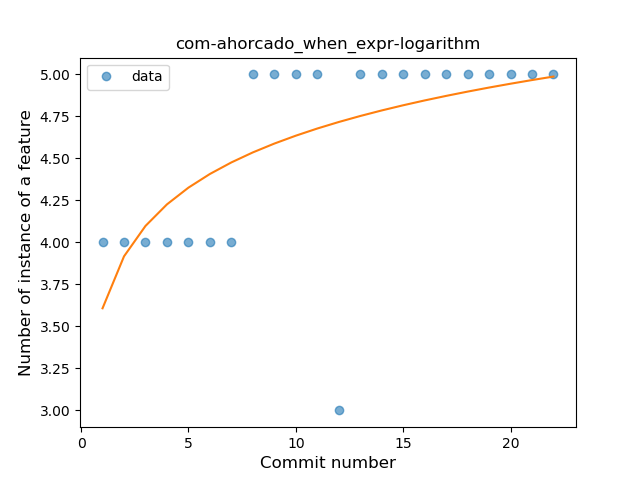 com-ahorcado_when_expr-logarithm
data
Number of instance of a feature
5.00
4.75
4.50
4.25
4.00
3.75
3.50
3.25
3.00
0 5 10 15 20
Commit number